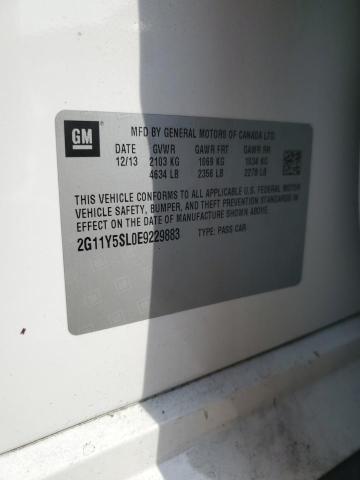 GM
MFD BY GENERAL MOTORS OF CANADA LTD.
DATE GVWR GAWR FRT GAWR RR
12/13 2103 KG 1069 KG 1034 KG
4634 LB 2356 LB 2278 LB
THIS VEHICLE CONFORMS TO ALL APPLICABLE U.S. FEDERAL MOTOR
VEHICLE SAFETY, BUMPER, AND THEFT PREVENTION STANDARDS IN
EFFECT ON THE DATE OF MANUFACTURE SHOWN ABOVE.
2G11Y5SL0E9229883 TYPE: PASS CAR